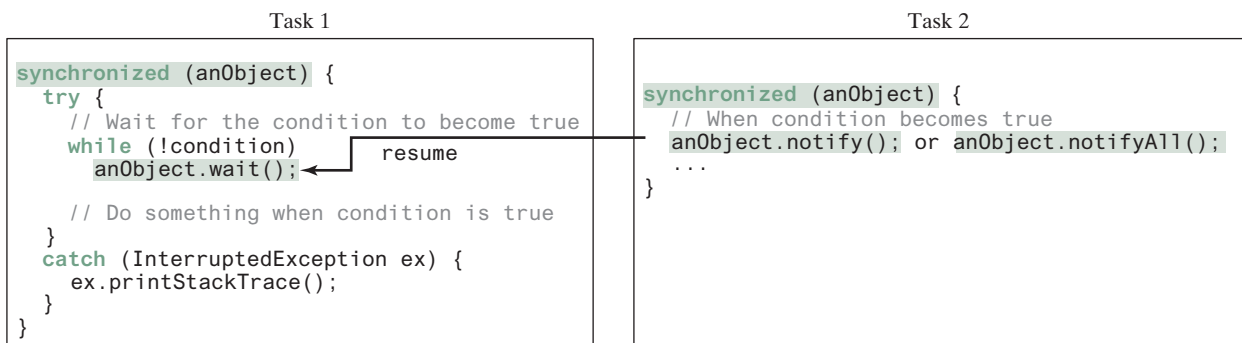 Task 1
synchronized (anObject) {
try {
// Wait for the condition to become true
while (!condition)
anObject.wait();
// Do something when condition is true
}
catch (InterruptedException ex) {
ex.printStackTrace();
}
}
resume
Task 2
synchronized (anObject) {
// When condition becomes true
anObject.notify(); or anObject.notifyAll();
...
}